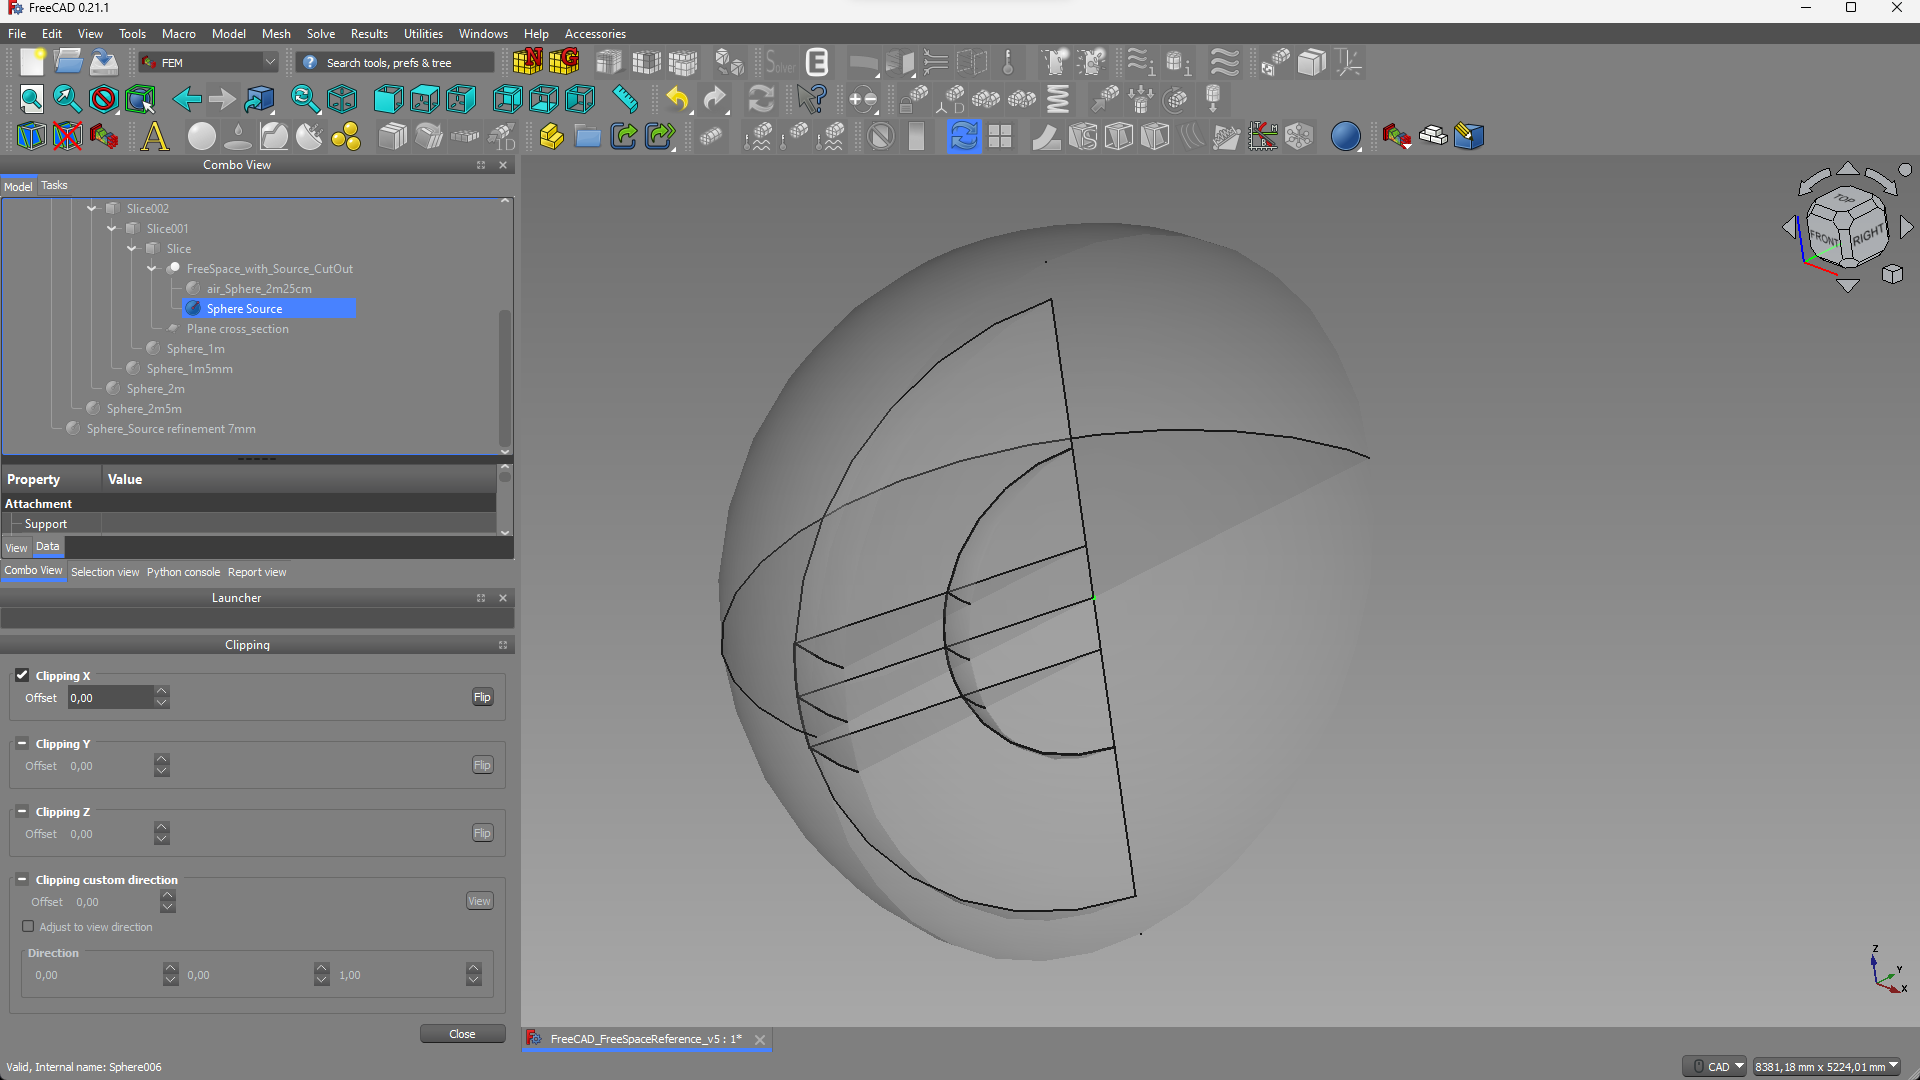 FreeCAD 0.21.1
File Edit View Tools Macro Model Mesh Solve Results Utilities Windows Help Accessories
FEM
Search tools, prefs & tree
N G Solver E i i
D
A 1D
Combo View
Model Tasks
Slice002
Slice001
Slice
FreeSpace_with_Source_CutOut
air_Sphere_2m25cm
Sphere Source
Plane cross_section
Sphere_1m
Sphere_1m5mm
Sphere_2m
Sphere_2m5m
Sphere_Source refinement 7mm
Property Value
Attachment
Support
View Data
Combo View Selection view Python console Report view
Launcher
Clipping
Clipping X
Offset 0,00 Flip
Clipping Y
Offset 0,00 Flip
Clipping Z
Offset 0,00 Flip
Clipping custom direction
Offset 0,00 View
Adjust to view direction
Direction
0,00 0,00 1,00
Close
TOP
FRONT RIGHT
Z
Y
X
FreeCAD_FreeSpaceReference_v5 : 1*
Valid, Internal name: Sphere006
CAD 8381,18 mm x 5224,01 mm